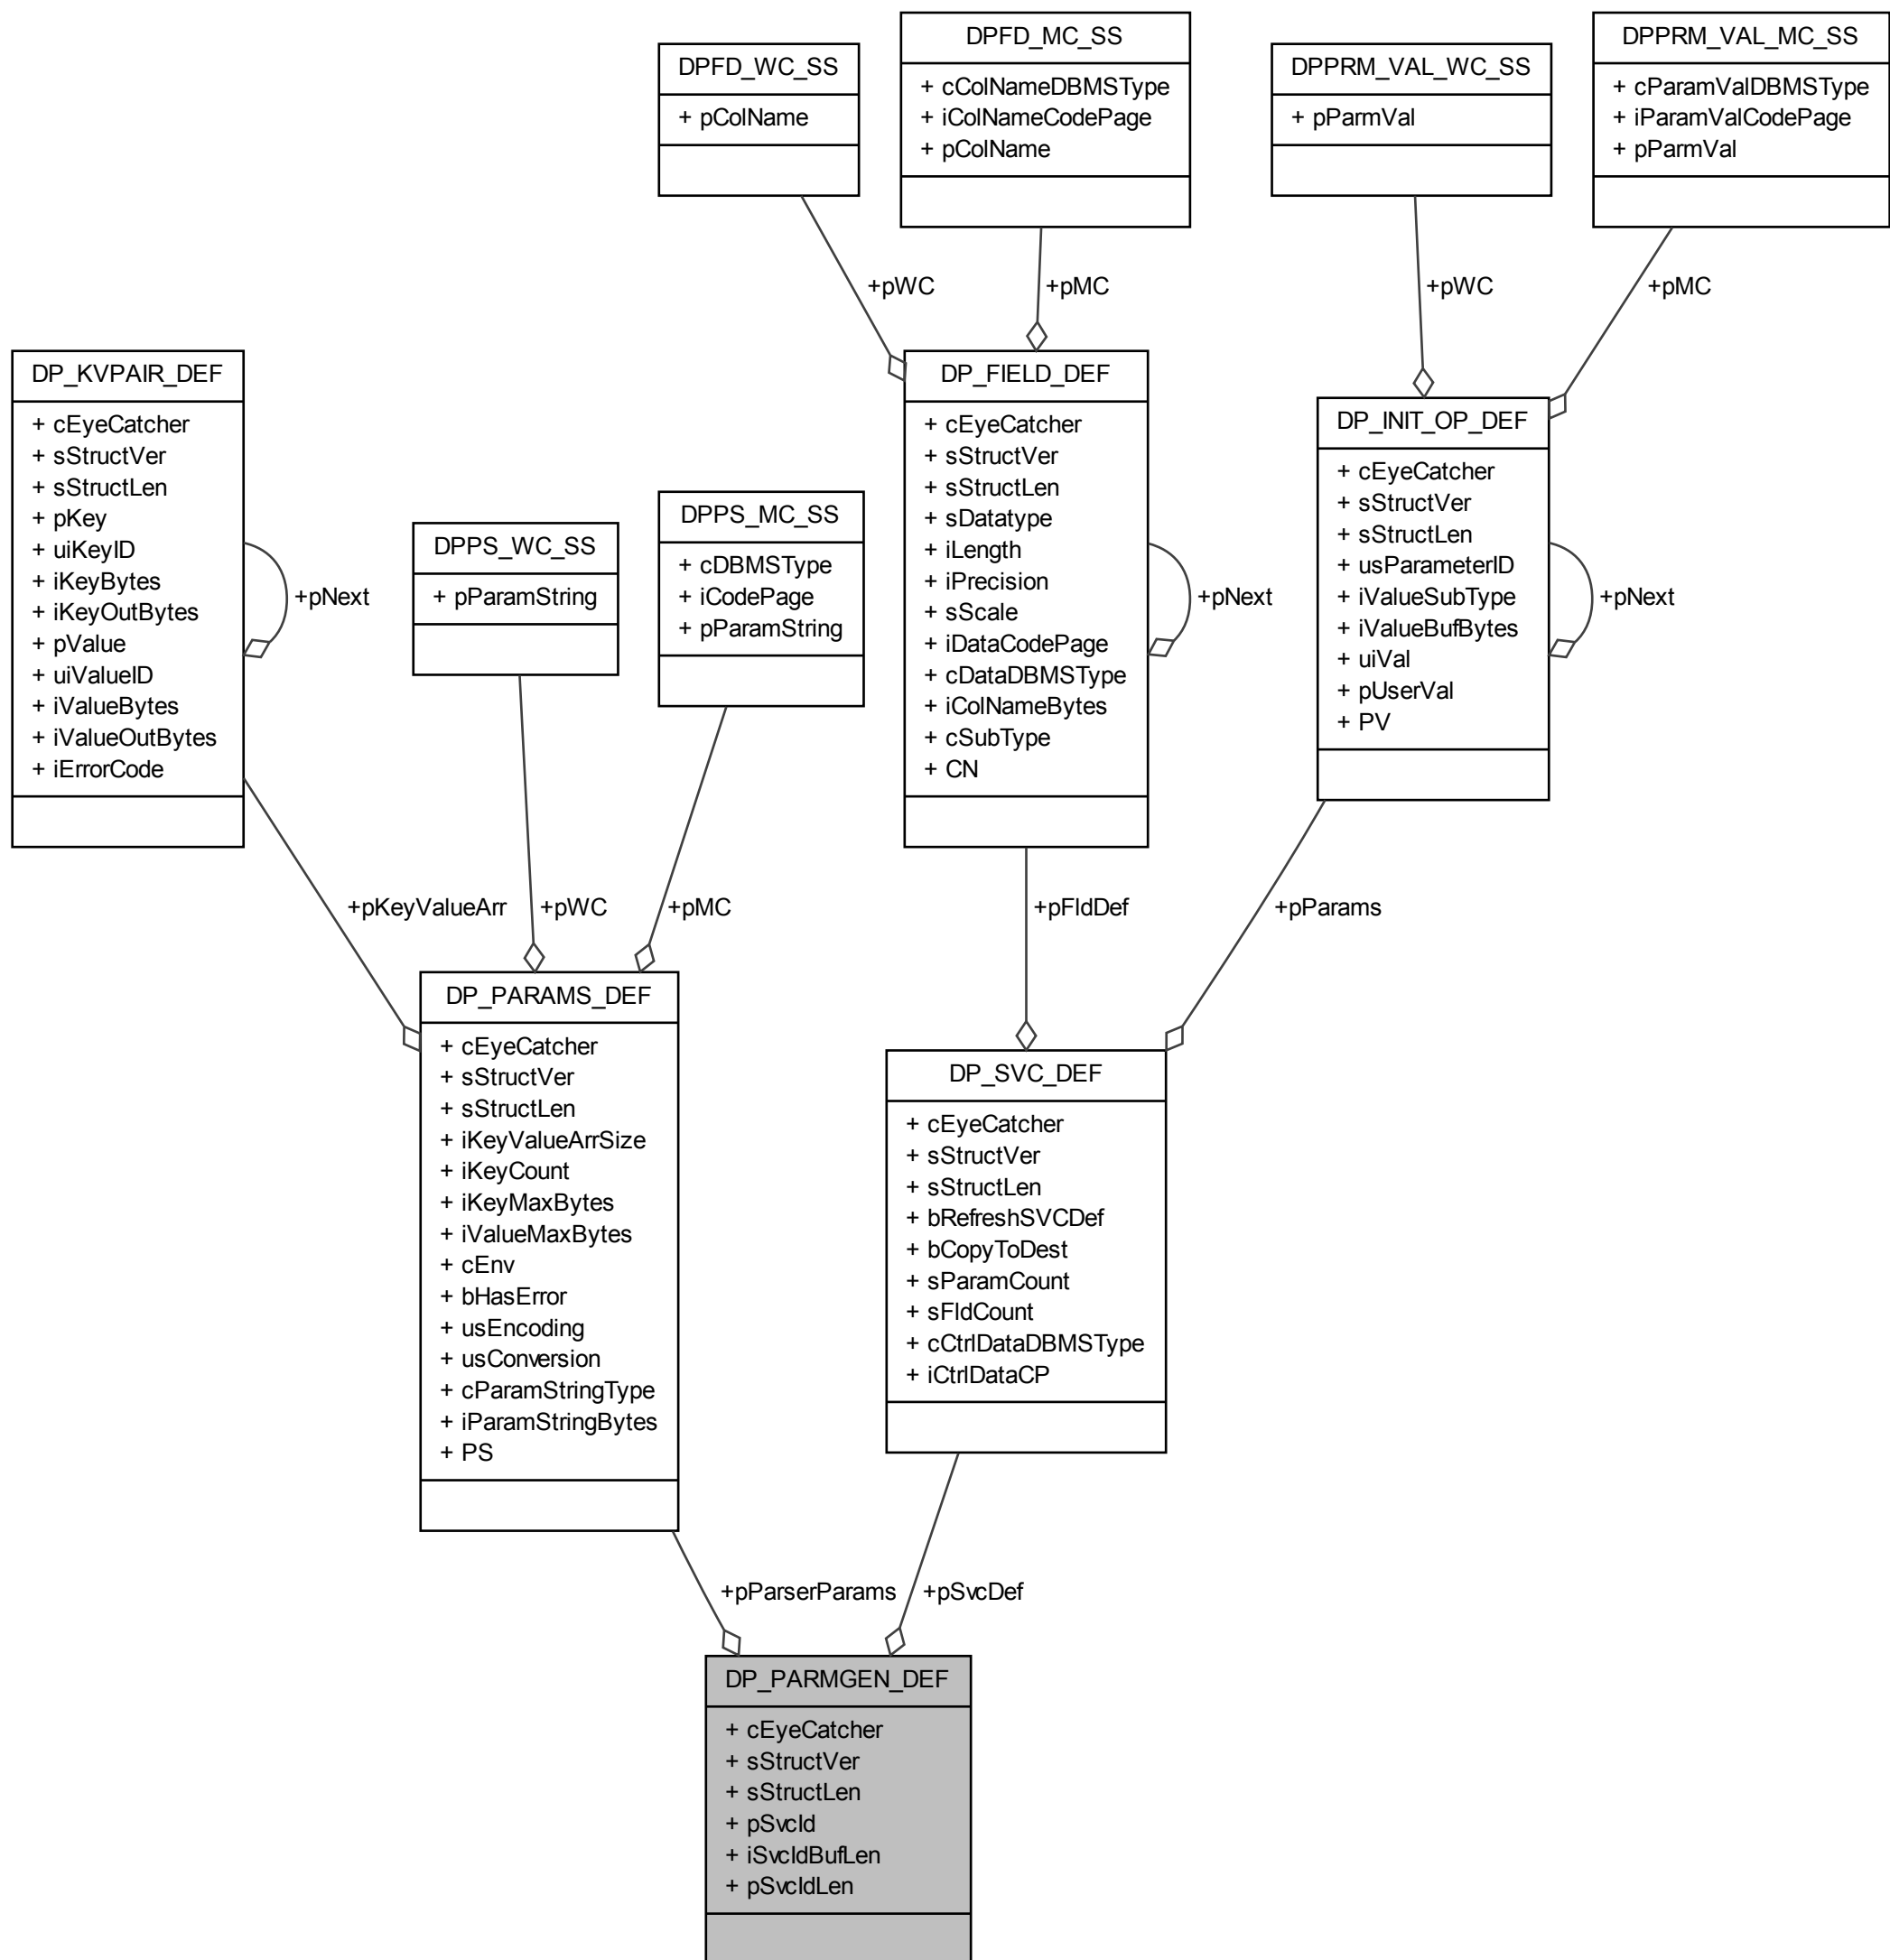 DPFD_WC_SS
+ pColName
DPFD_MC_SS
+ cColNameDBMSType
+ iColNameCodePage
+ pColName
DPPRM_VAL_WC_SS
+ pParmVal
DPPRM_VAL_MC_SS
+ cParamValDBMSType
+ iParamValCodePage
+ pParmVal
+pWC
+pMC
+pWC
+pMC
DP_KVPAIR_DEF
+ cEyeCatcher
+ sStructVer
+ sStructLen
+ pKey
+ uiKeyID
+ iKeyBytes
+ iKeyOutBytes
+ pValue
+ uiValueID
+ iValueBytes
+ iValueOutBytes
+ iErrorCode
+pNext
DPPS_WC_SS
+ pParamString
DPPS_MC_SS
+ cDBMSType
+ iCodePage
+ pParamString
DP_FIELD_DEF
+ cEyeCatcher
+ sStructVer
+ sStructLen
+ sDatatype
+ iLength
+ iPrecision
+ sScale
+ iDataCodePage
+ cDataDBMSType
+ iColNameBytes
+ cSubType
+ CN
+pNext
DP_INIT_OP_DEF
+ cEyeCatcher
+ sStructVer
+ sStructLen
+ usParameterID
+ iValueSubType
+ iValueBufBytes
+ uiVal
+ pUserVal
+ PV
+pNext
+pKeyValueArr
+pWC
+pMC
+pFldDef
+pParams
DP_PARAMS_DEF
+ cEyeCatcher
+ sStructVer
+ sStructLen
+ iKeyValueArrSize
+ iKeyCount
+ iKeyMaxBytes
+ iValueMaxBytes
+ cEnv
+ bHasError
+ usEncoding
+ usConversion
+ cParamStringType
+ iParamStringBytes
+ PS
DP_SVC_DEF
+ cEyeCatcher
+ sStructVer
+ sStructLen
+ bRefreshSVCDef
+ bCopyToDest
+ sParamCount
+ sFldCount
+ cCtrlDataDBMSType
+ iCtrlDataCP
+pParserParams
+pSvcDef
DP_PARMGEN_DEF
+ cEyeCatcher
+ sStructVer
+ sStructLen
+ pSvcId
+ iSvcIdBufLen
+ pSvcIdLen